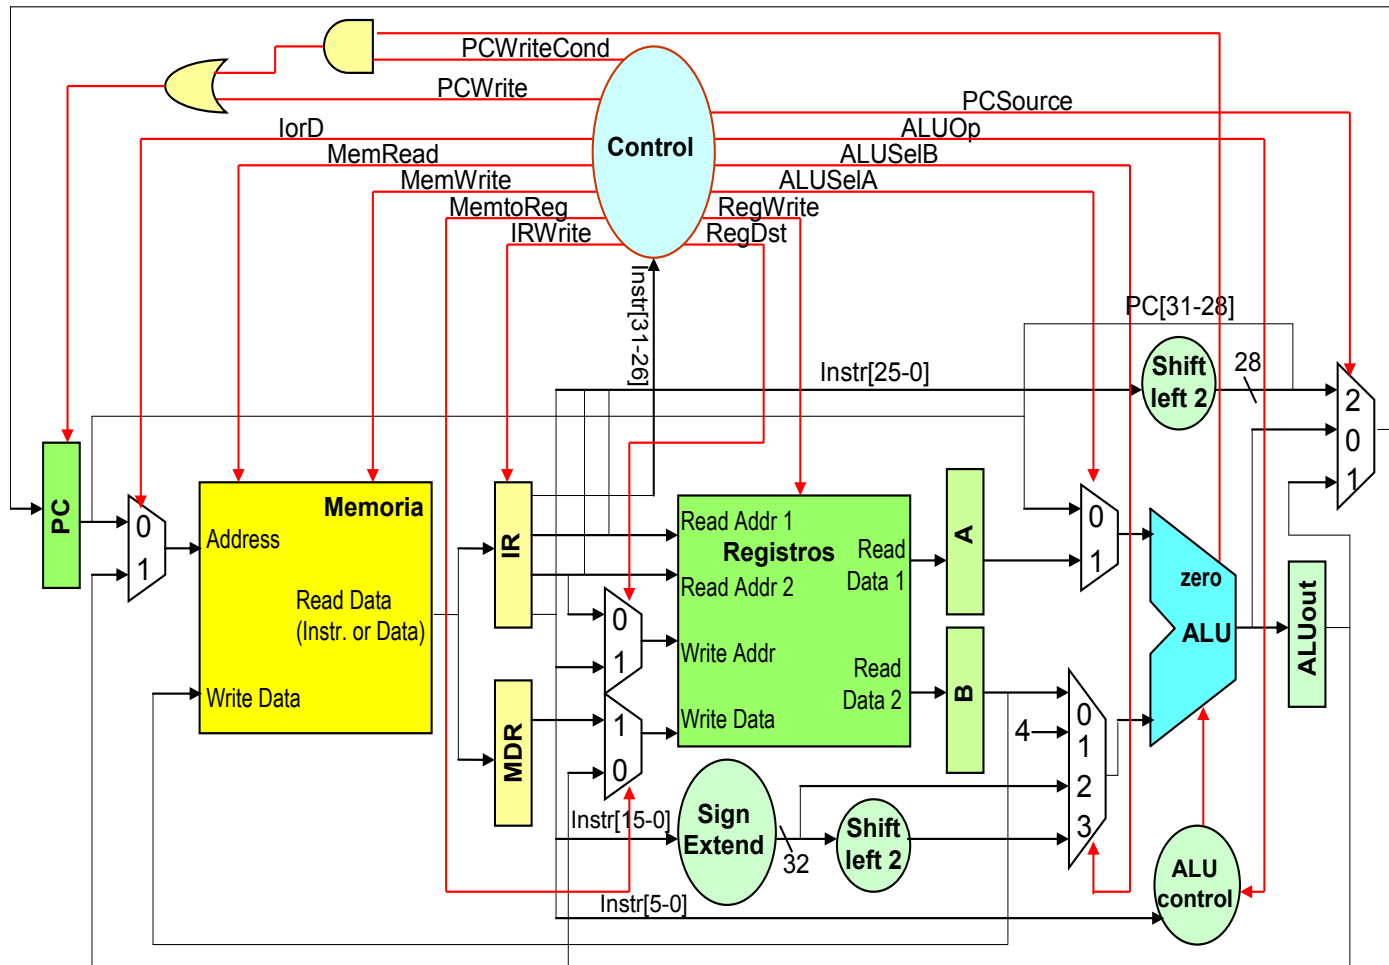 PCWriteCond
PCWrite
PCSource
IorD
ALUOp
Control
MemRead
ALUSelB
MemWrite
ALUSelA
MemtoReg
RegWrite
IRWrite
RegDst
Instr[31-26]
PC[31-28]
Instr[25-0]
Shift
left 2
28
2
0
1
PC
0
1
Memoria
Address
Read Data
(Instr. or Data)
Write Data
IR
MDR
0
1
1
0
Read Addr 1
Registros
Read
Data 1
Read Addr 2
Write Addr
Read
Data 2
Write Data
A
B
0
1
4
0
1
2
3
zero
ALU
ALUout
Instr[15-0]
Sign
Extend
32
Shift
left 2
ALU
control
Instr[5-0]